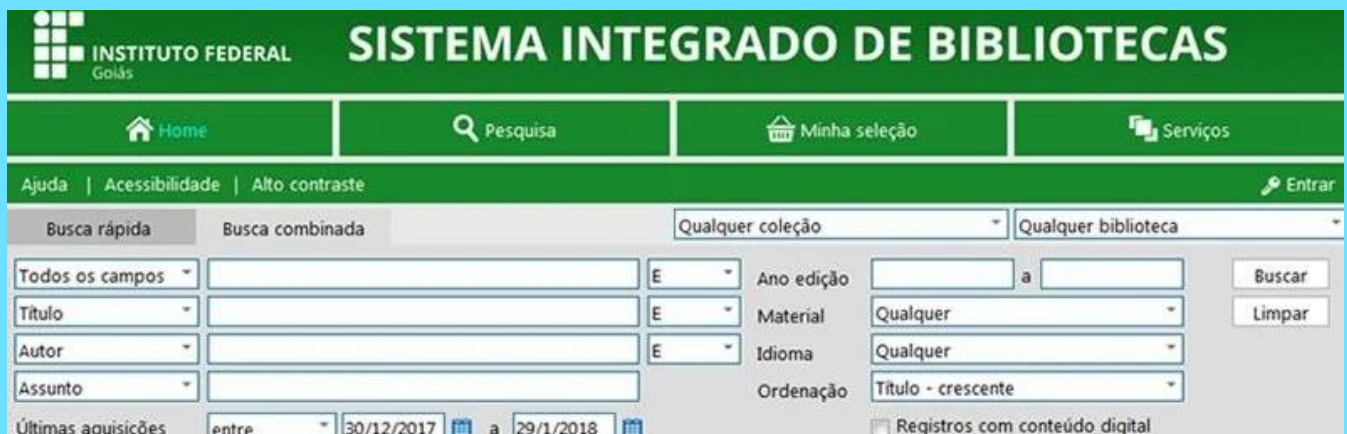 INSTITUTO FEDERAL
Goiás
SISTEMA INTEGRADO DE BIBLIOTECAS
Home Pesquisa Minha seleção Serviços
Ajuda | Acessibilidade | Alto contraste Entrar
Busca rápida Busca combinada Qualquer coleção Qualquer biblioteca
Todos os campos E Ano edição a Buscar
Título E Material Qualquer Limpar
Autor E Idioma Qualquer
Assunto Ordenação Título - crescente
Últimas aquisições entre 30/12/2017 a 29/1/2018 Registros com conteúdo digital